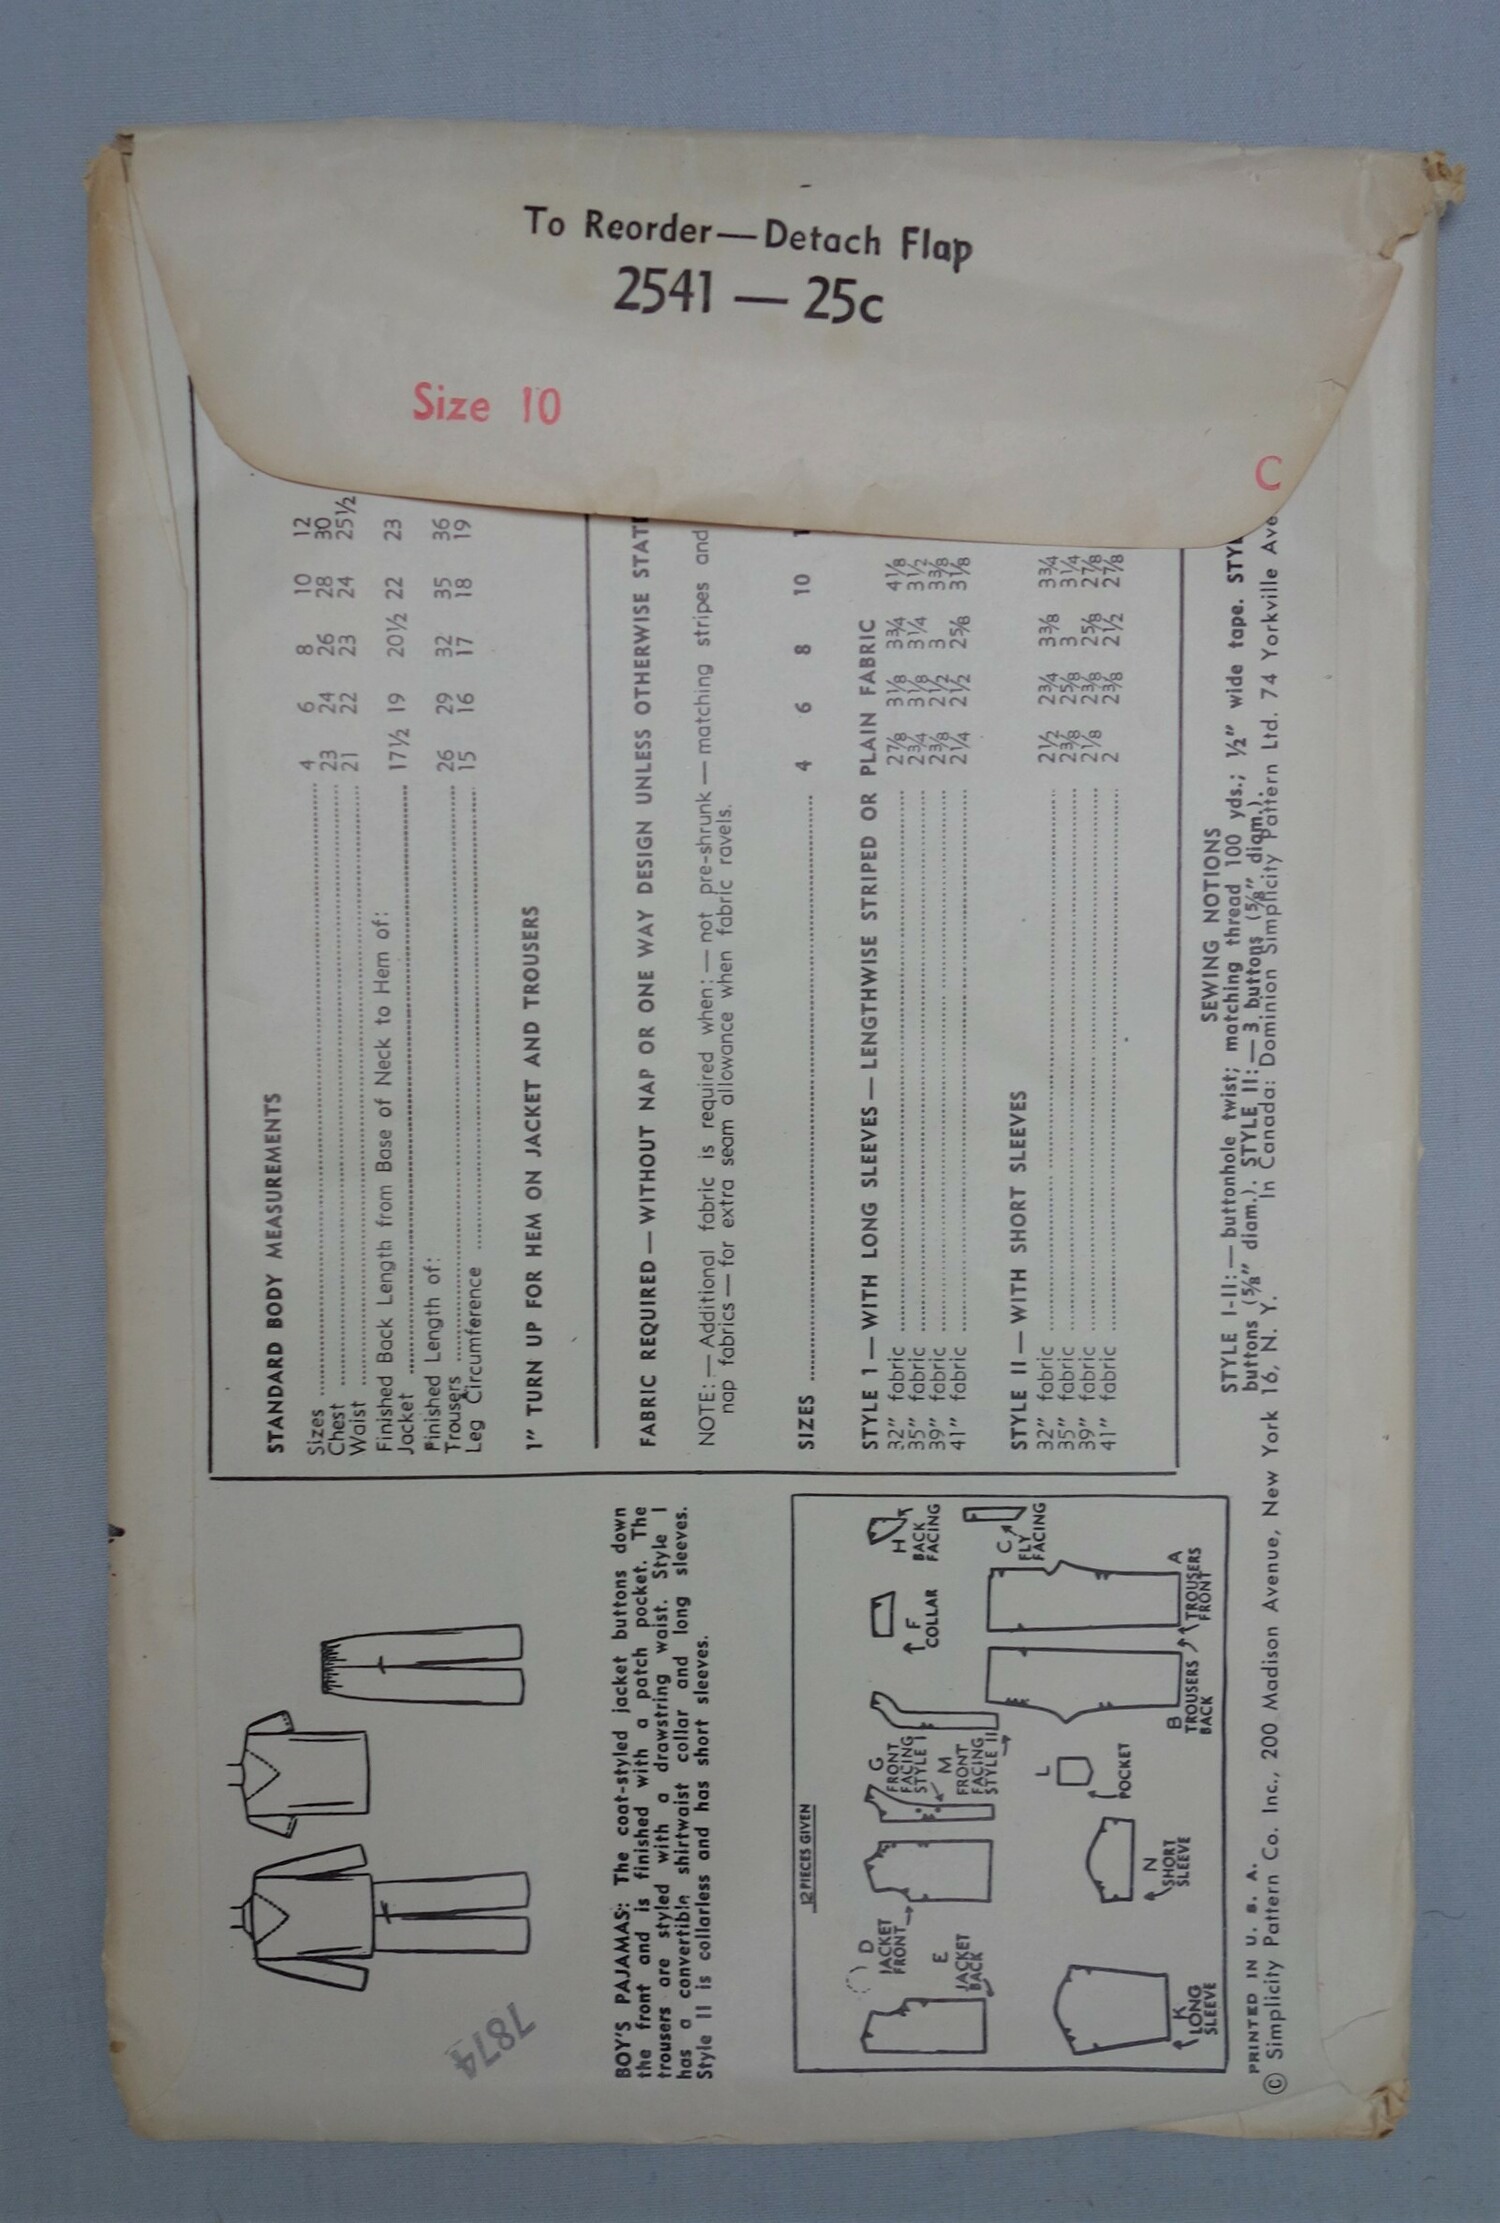 To Reorder—Detach Flap
2541 — 25c
Size 10
C
7874
BOY'S PAJAMAS: The coat-styled jacket buttons down
the front and is finished with a patch pocket. The
trousers are styled with a drawstring waist. Style I
has a convertible shirtwaist collar and long sleeves.
Style II is collarless and has short sleeves.
12 PIECES GIVEN
D
JACKET
FRONT
E
JACKET
BACK
G
FRONT
FACING
STYLE I
M
FRONT
FACING
STYLE II
F
COLLAR
H
BACK
FACING
K
LONG
SLEEVE
N
SHORT
SLEEVE
L
POCKET
B
TROUSERS
BACK
A
TROUSERS
FRONT
C
FLY
FACING
STANDARD BODY MEASUREMENTS
Sizes 4 6 8 10 12
Chest 23 24 26 28 30
Waist 21 22 23 24 25½
Finished Back Length from Base of Neck to Hem of:
Jacket 17½ 19 20½ 22 23
Finished Length of:
Trousers 26 29 32 35 36
Leg Circumference 15 16 17 18 19
1" TURN UP FOR HEM ON JACKET AND TROUSERS
FABRIC REQUIRED — WITHOUT NAP OR ONE WAY DESIGN UNLESS OTHERWISE STATE
NOTE: — Additional fabric is required when: — not pre-shrunk — matching stripes and
nap fabrics — for extra seam allowance when fabric ravels.
SIZES 4 6 8 10 1
STYLE 1 — WITH LONG SLEEVES — LENGTHWISE STRIPED OR PLAIN FABRIC
32" fabric 2⅞ 3⅛ 3¾ 4⅛
35" fabric 2¾ 3⅛ 3¼ 3½
39" fabric 2⅜ 2½ 3 3⅜
41" fabric 2¼ 2½ 2⅝ 3⅛
STYLE II — WITH SHORT SLEEVES
32" fabric 2½ 2¾ 3⅜ 3¾
35" fabric 2⅜ 2⅝ 3 3¼
39" fabric 2⅛ 2⅜ 2⅝ 2⅞
41" fabric 2 2⅜ 2½ 2⅞
SEWING NOTIONS
STYLE I-II: — buttonhole twist; matching thread 100 yds.; ½" wide tape. STYL
buttons (⅝" diam.). STYLE II: — 3 buttons (⅝" diam.).
PRINTED IN U. S. A.
© Simplicity Pattern Co. Inc., 200 Madison Avenue, New York 16, N. Y. In Canada: Dominion Simplicity Pattern Ltd. 74 Yorkville Ave